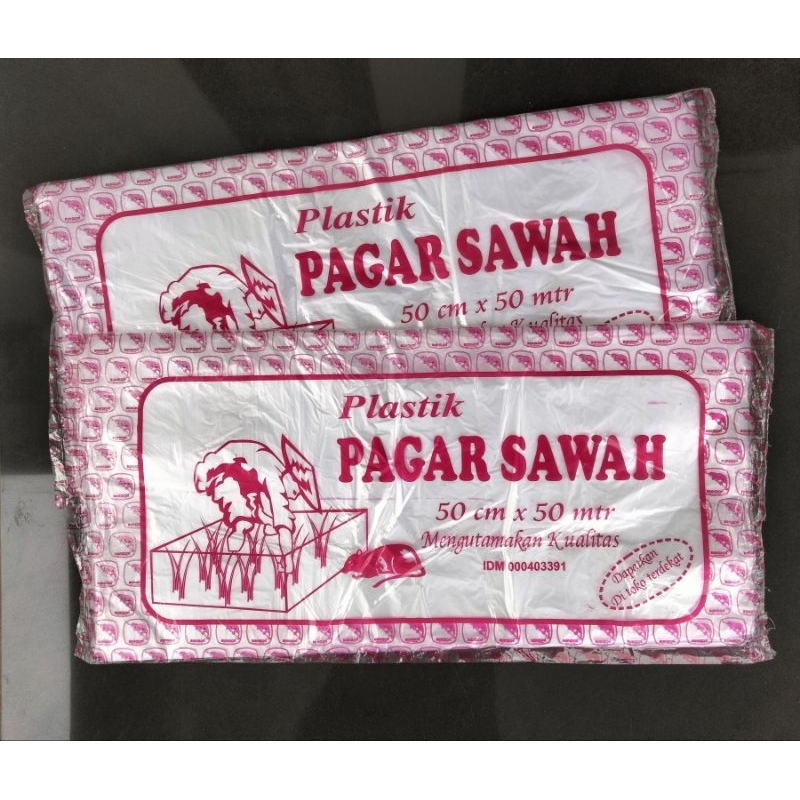 Plastik
PAGAR SAWAH
50 cm x 50 mtr
Kualitas
Plastik
PAGAR SAWAH
50 cm x 50 mtr
Mengutamakan Kualitas
IDM 000403391
Dapatkan
Di toko terdekat